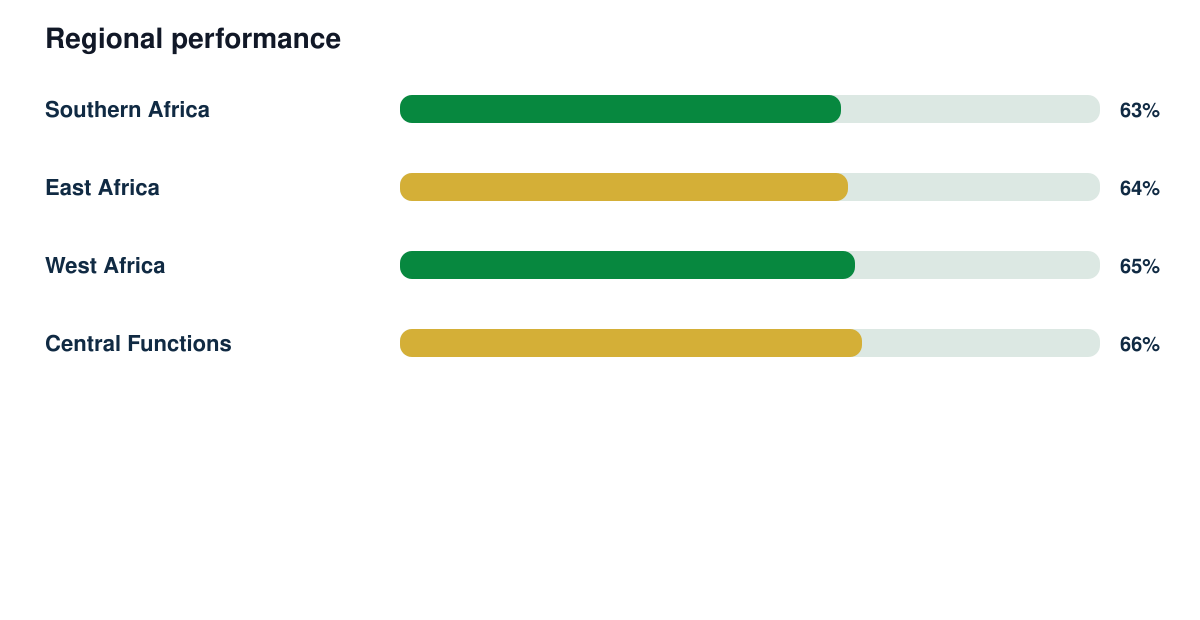 Regional performance
Southern Africa 63%
East Africa 64%
West Africa 65%
Central Functions 66%